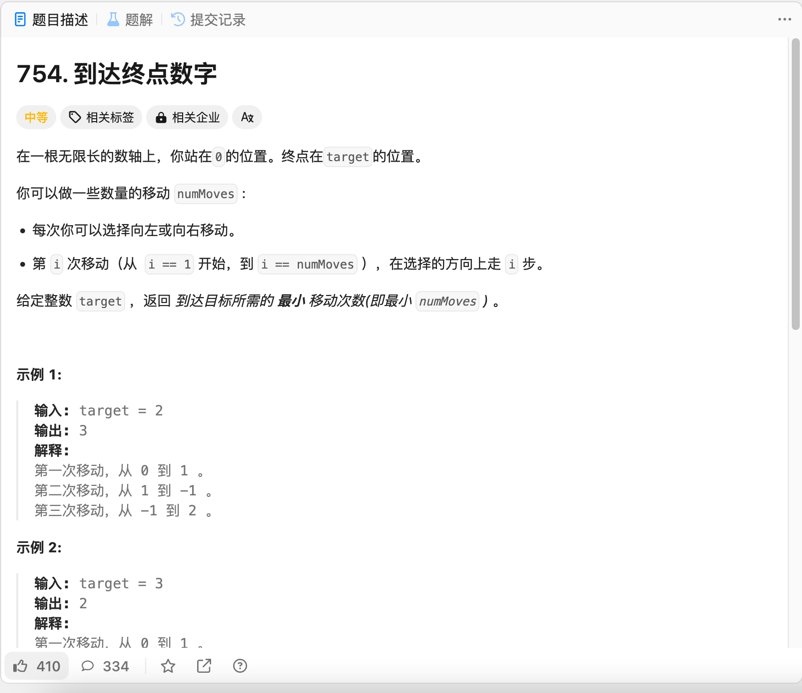 题目描述 题解 提交记录
754. 到达终点数字
中等 相关标签 相关企业 Aあ
在一根无限长的数轴上，你站在0的位置。终点在target的位置。
你可以做一些数量的移动 numMoves :
• 每次你可以选择向左或向右移动。
• 第 i 次移动（从 i == 1 开始，到 i == numMoves ），在选择的方向上走 i 步。
给定整数 target ，返回 到达目标所需的 最小 移动次数(即最小 numMoves ) 。
示例 1:
输入: target = 2
输出: 3
解释:
第一次移动，从 0 到 1 。
第二次移动，从 1 到 -1 。
第三次移动，从 -1 到 2 。
示例 2:
输入: target = 3
输出: 2
解释:
第一次移动，从 0 到 1 。
410 334